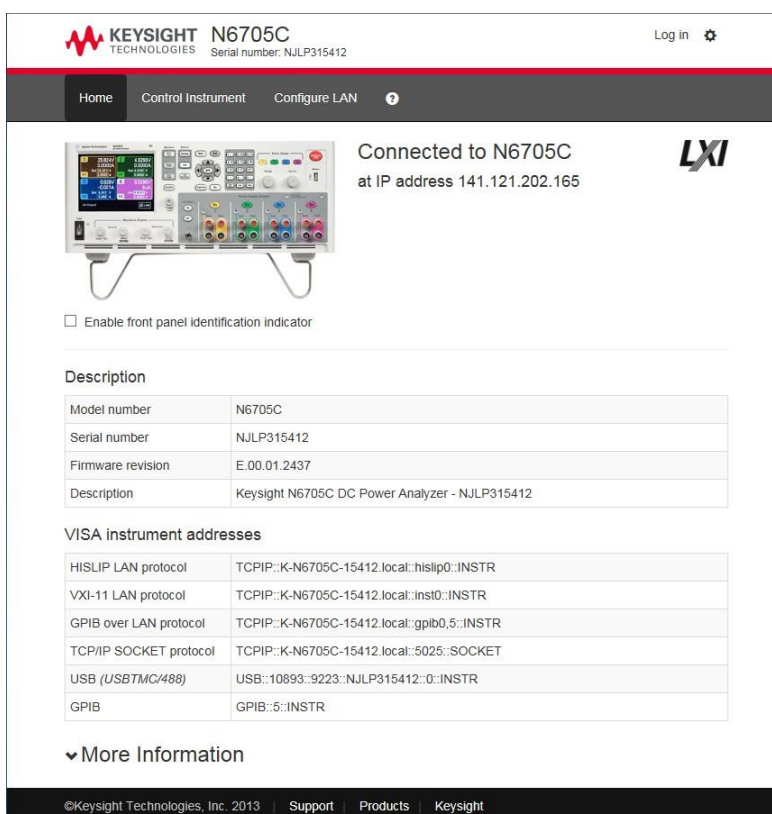 KEYSIGHT TECHNOLOGIES
N6705C
Serial number: NJLP315412
Log in
Home Control Instrument Configure LAN ?
Connected to N6705C
at IP address 141.121.202.165
LXI
Enable front panel identification indicator
Description
Model number N6705C
Serial number NJLP315412
Firmware revision E.00.01.2437
Description Keysight N6705C DC Power Analyzer - NJLP315412
VISA instrument addresses
HISLIP LAN protocol TCPIP::K-N6705C-15412.local::hislip0::INSTR
VXI-11 LAN protocol TCPIP::K-N6705C-15412.local::inst0::INSTR
GPIB over LAN protocol TCPIP::K-N6705C-15412.local::gpib0,5::INSTR
TCP/IP SOCKET protocol TCPIP::K-N6705C-15412.local::5025::SOCKET
USB (USBTMC/488) USB::10893::9223::NJLP315412::0::INSTR
GPIB GPIB::5::INSTR
More Information
©Keysight Technologies, Inc. 2013 | Support | Products | Keysight